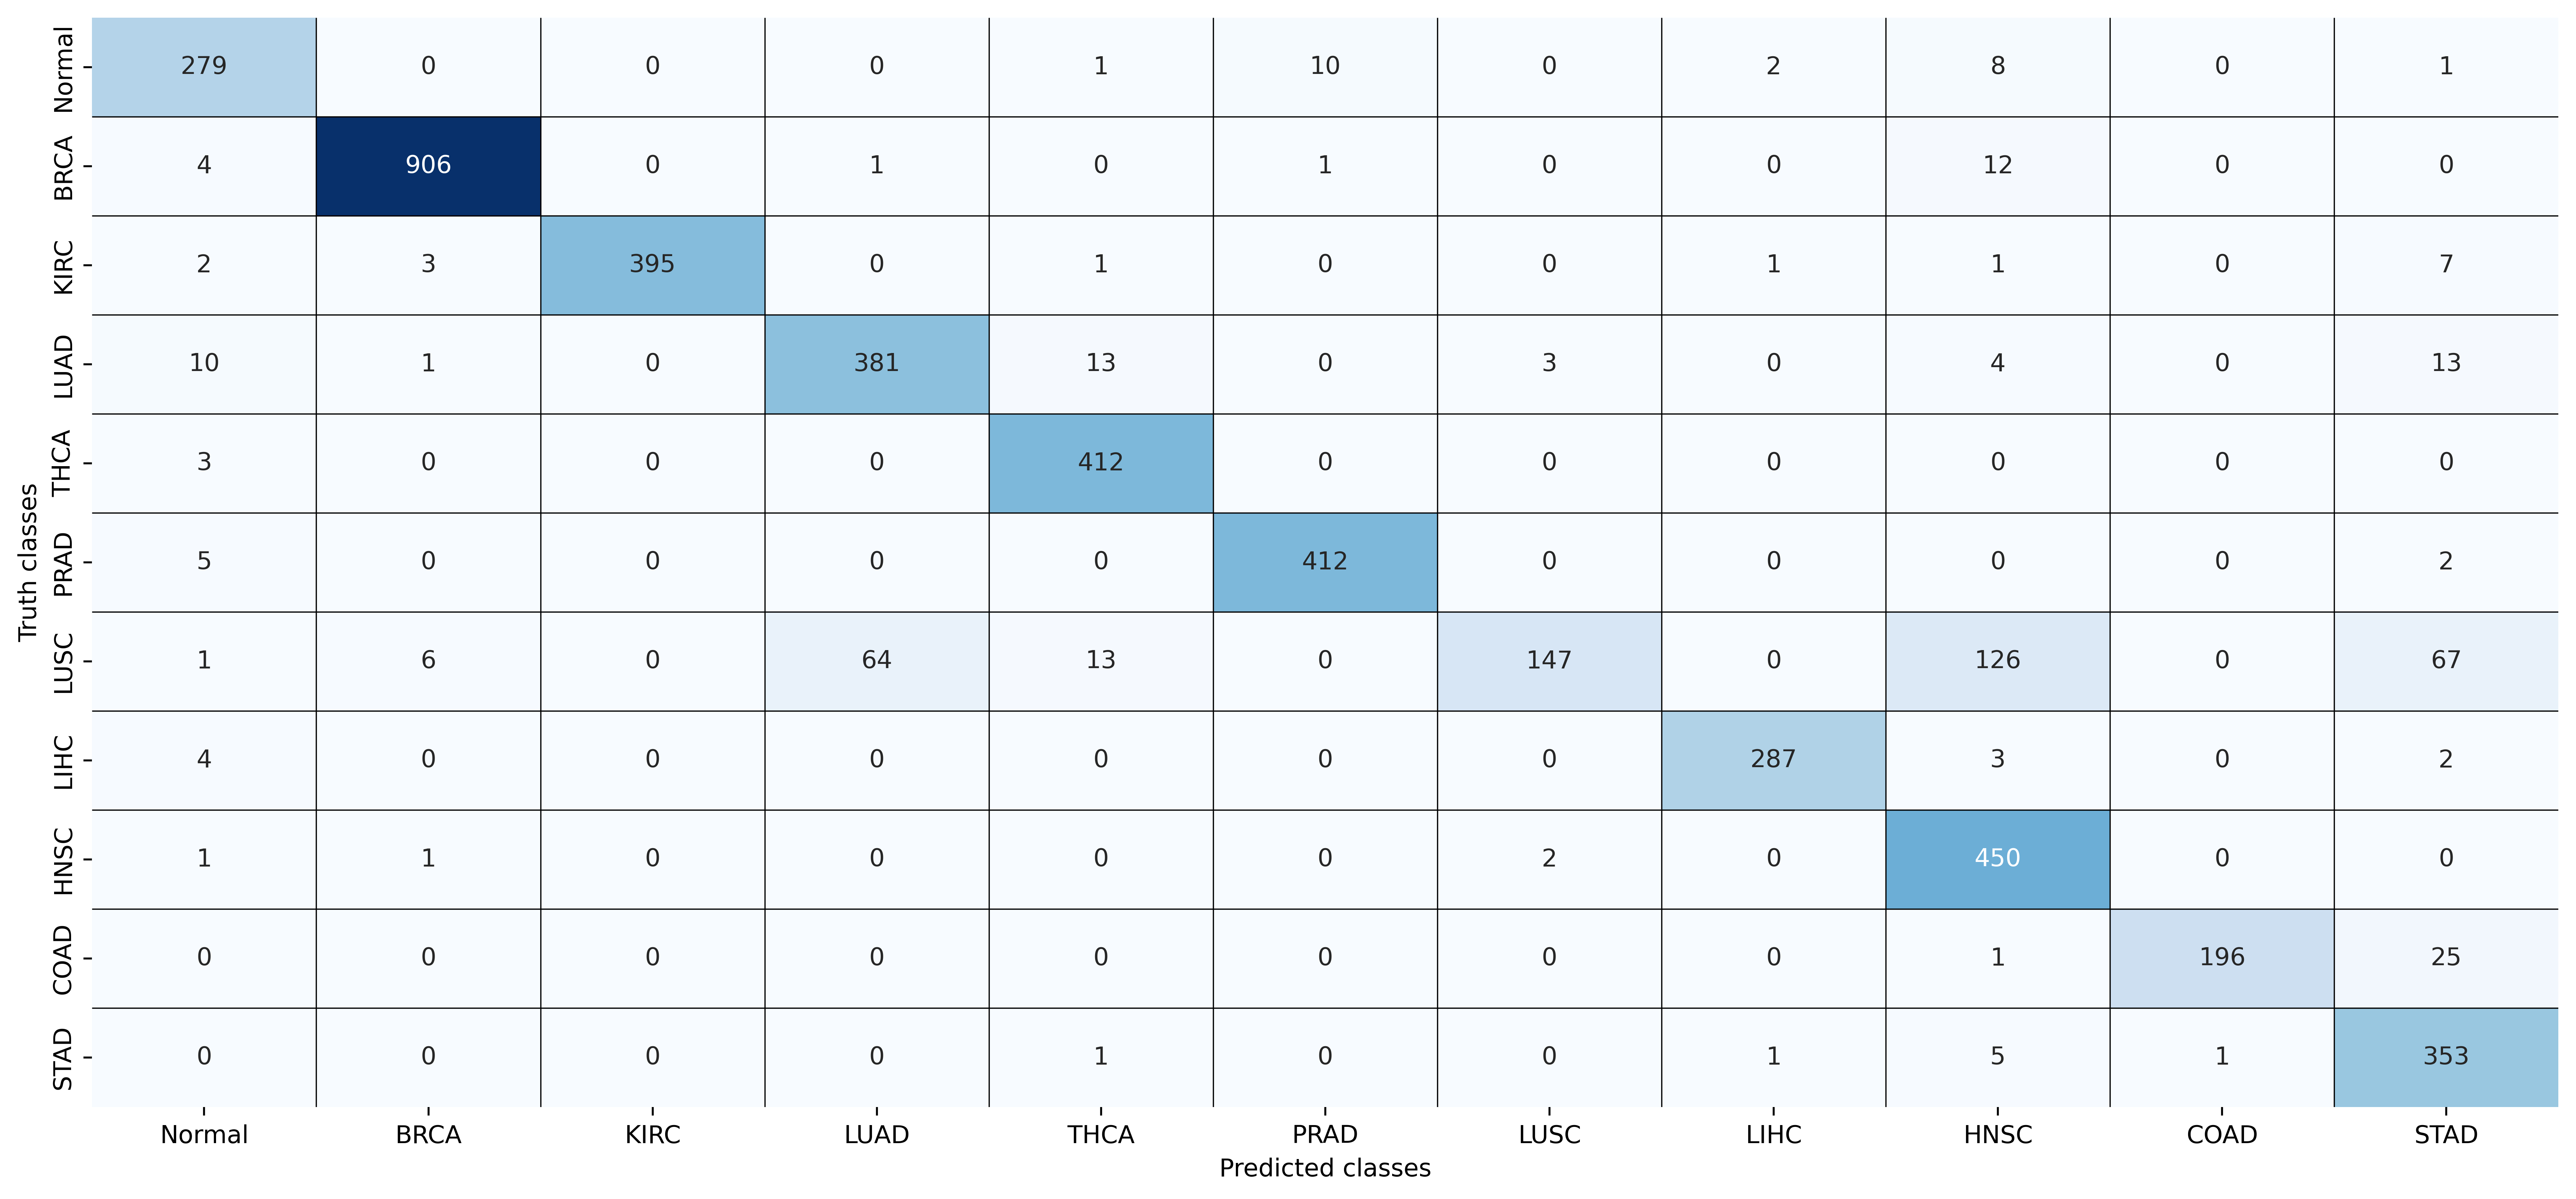 Truth classes
Normal 279 0 0 0 1 10 0 2 8 0 1
BRCA 4 906 0 1 0 1 0 0 12 0 0
KIRC 2 3 395 0 1 0 0 1 1 0 7
LUAD 10 1 0 381 13 0 3 0 4 0 13
THCA 3 0 0 0 412 0 0 0 0 0 0
PRAD 5 0 0 0 0 412 0 0 0 0 2
LUSC 1 6 0 64 13 0 147 0 126 0 67
LIHC 4 0 0 0 0 0 0 287 3 0 2
HNSC 1 1 0 0 0 0 2 0 450 0 0
COAD 0 0 0 0 0 0 0 0 1 196 25
STAD 0 0 0 0 1 0 0 1 5 1 353
Normal BRCA KIRC LUAD THCA PRAD LUSC LIHC HNSC COAD STAD
Predicted classes